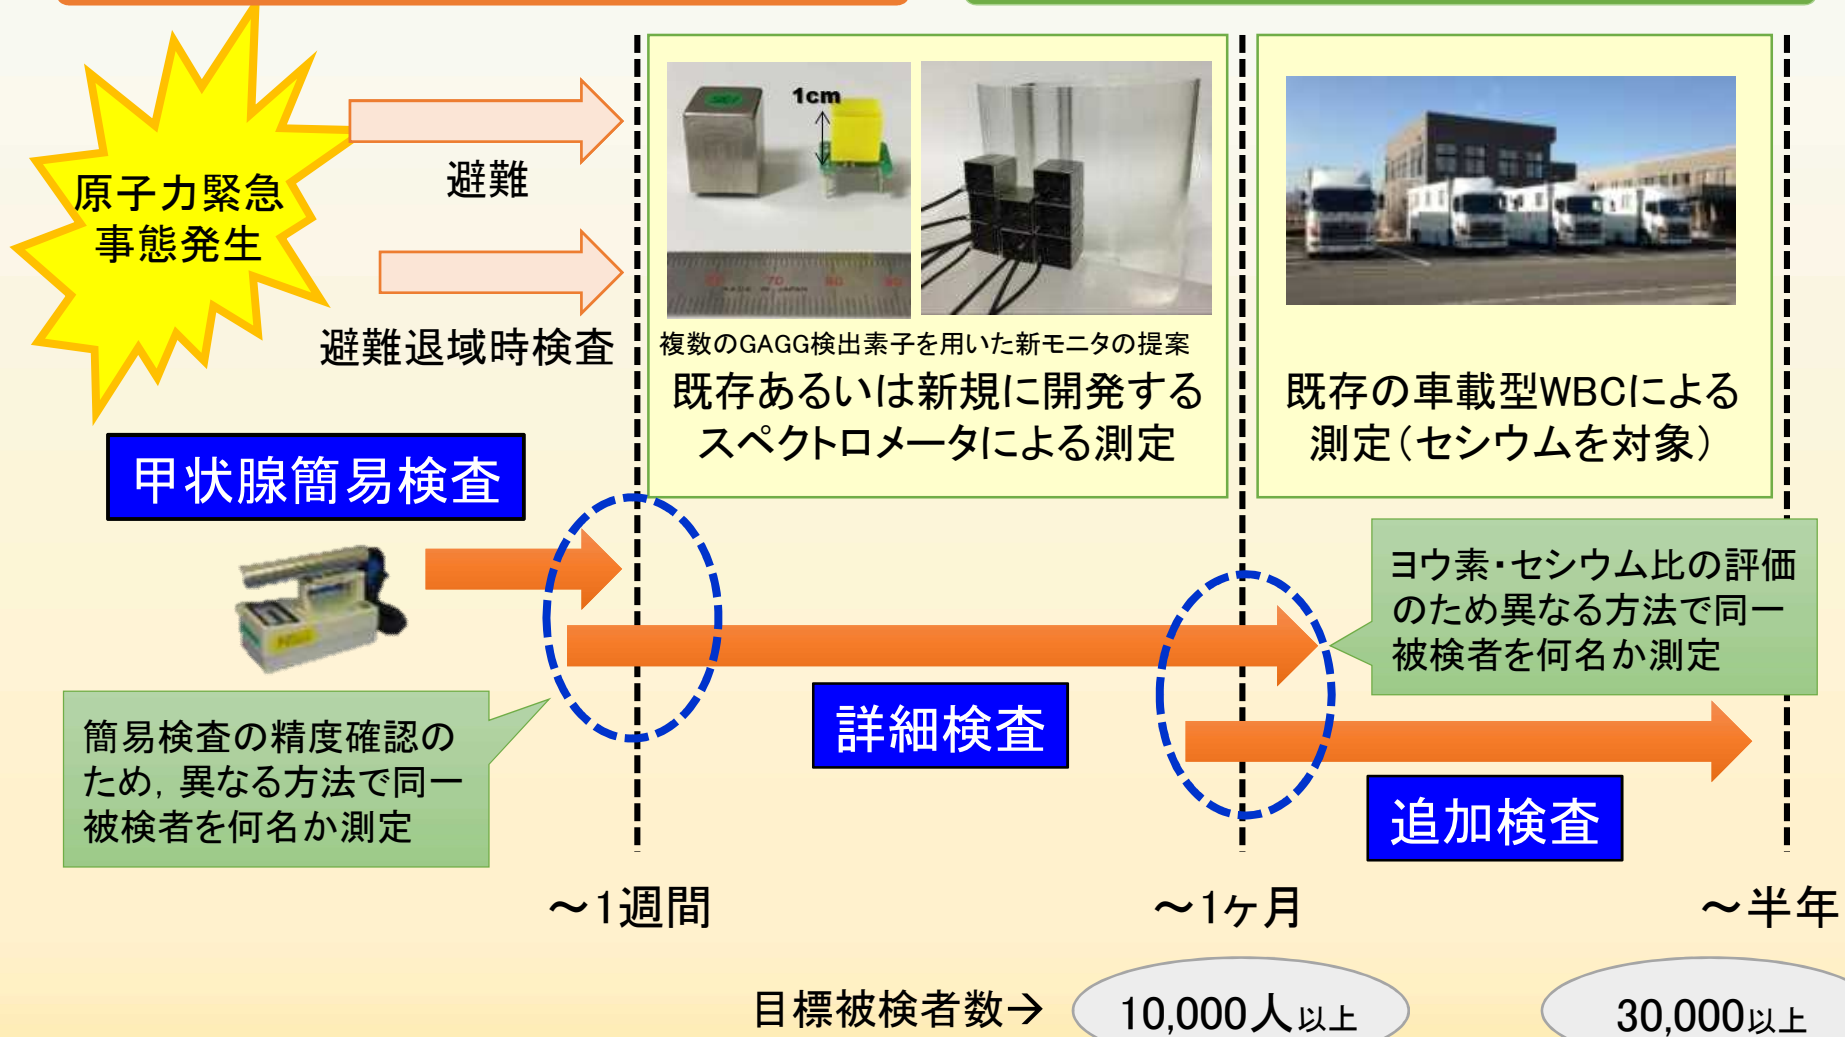 原子力緊急
事態発生
避難
避難退域時検査
1cm
70
MADE IN JAPAN
80
複数のGAGG検出素子を用いた新モニタの提案
既存あるいは新規に開発する
スペクトロメータによる測定
既存の車載型WBCによる
測定(セシウムを対象)
甲状腺簡易検査
ヨウ素・セシウム比の評価
のため異なる方法で同一
被検者を何名か測定
簡易検査の精度確認の
ため，異なる方法で同一
被検者を何名か測定
詳細検査
追加検査
～1週間
～1ヶ月
～半年
目標被検者数→
10,000人以上
30,000以上